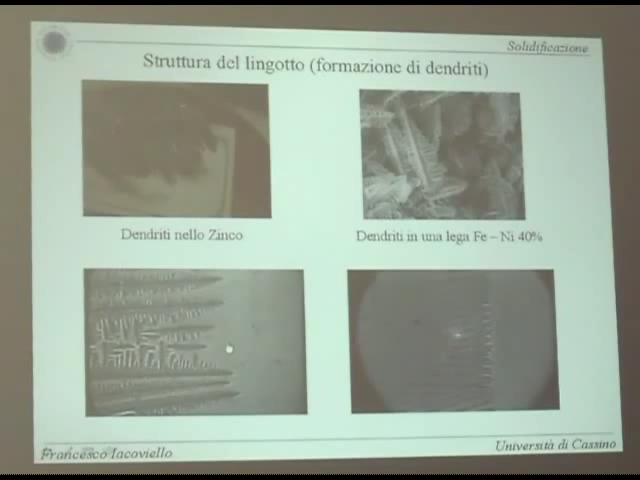 Solidificazione
Struttura del lingotto (formazione di dendriti)
Dendriti nello Zinco
Dendriti in una lega Fe – Ni 40%
Francesco Iacoviello
Università di Cassino